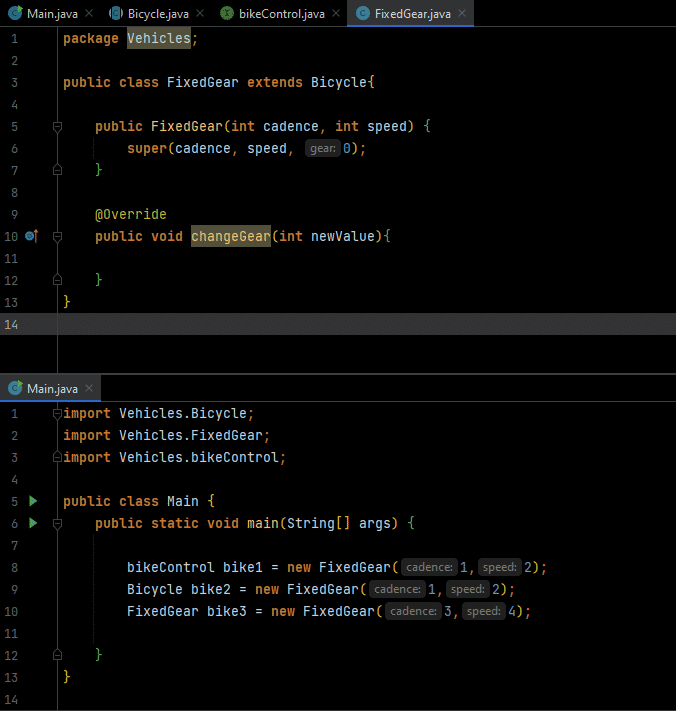 Main.java × Bicycle.java × bikeControl.java × FixedGear.java ×
1 package Vehicles;
2
3 public class FixedGear extends Bicycle{
4
5 public FixedGear(int cadence, int speed) {
6 super(cadence, speed, gear: 0);
7 }
8
9 @Override
10 public void changeGear(int newValue){
11
12 }
13 }
14
Main.java ×
1 import Vehicles.Bicycle;
2 import Vehicles.FixedGear;
3 import Vehicles.bikeControl;
4
5 public class Main {
6 public static void main(String[] args) {
7
8 bikeControl bike1 = new FixedGear( cadence: 1, speed: 2);
9 Bicycle bike2 = new FixedGear( cadence: 1, speed: 2);
10 FixedGear bike3 = new FixedGear( cadence: 3, speed: 4);
11
12 }
13 }
14